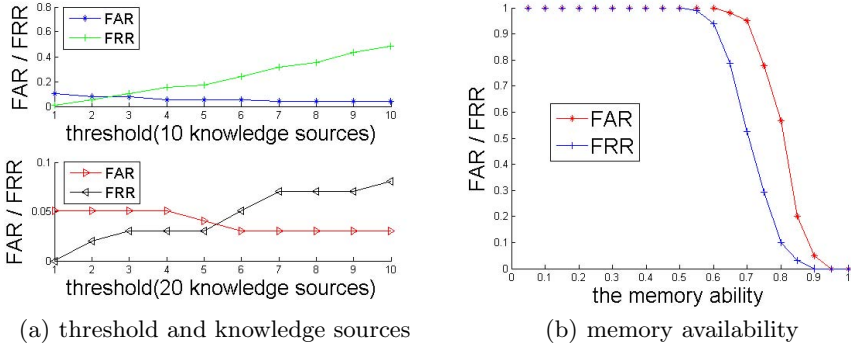 FAR / FRR
0.8
0.6
0.4
0.2
0
FAR
FRR
1 2 3 4 5 6 7 8 9 10
threshold(10 knowledge sources)
FAR / FRR
0.1
0.05
0
FAR
FRR
1 2 3 4 5 6 7 8 9 10
threshold(20 knowledge sources)
(a) threshold and knowledge sources
FAR / FRR
1
0.9
0.8
0.7
0.6
0.5
0.4
0.3
0.2
0.1
0
FAR
FRR
0 0.1 0.2 0.3 0.4 0.5 0.6 0.7 0.8 0.9 1
the memory ability
(b) memory availability